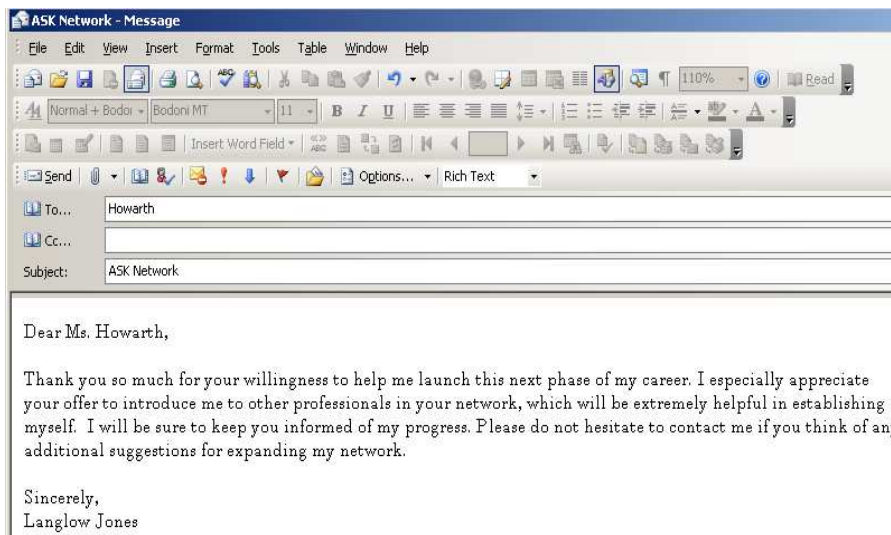 ASK Network - Message
File Edit View Insert Format Tools Table Window Help
110% Read
Normal + Bodoi Bodoni MT 11 B I U
Insert Word Field
Send Options... Rich Text
To... Howarth
Cc...
Subject: ASK Network
Dear Ms. Howarth,
Thank you so much for your willingness to help me launch this next phase of my career. I especially appreciate
your offer to introduce me to other professionals in your network, which will be extremely helpful in establishing
myself. I will be sure to keep you informed of my progress. Please do not hesitate to contact me if you think of
additional suggestions for expanding my network.
Sincerely,
Langlow Jones